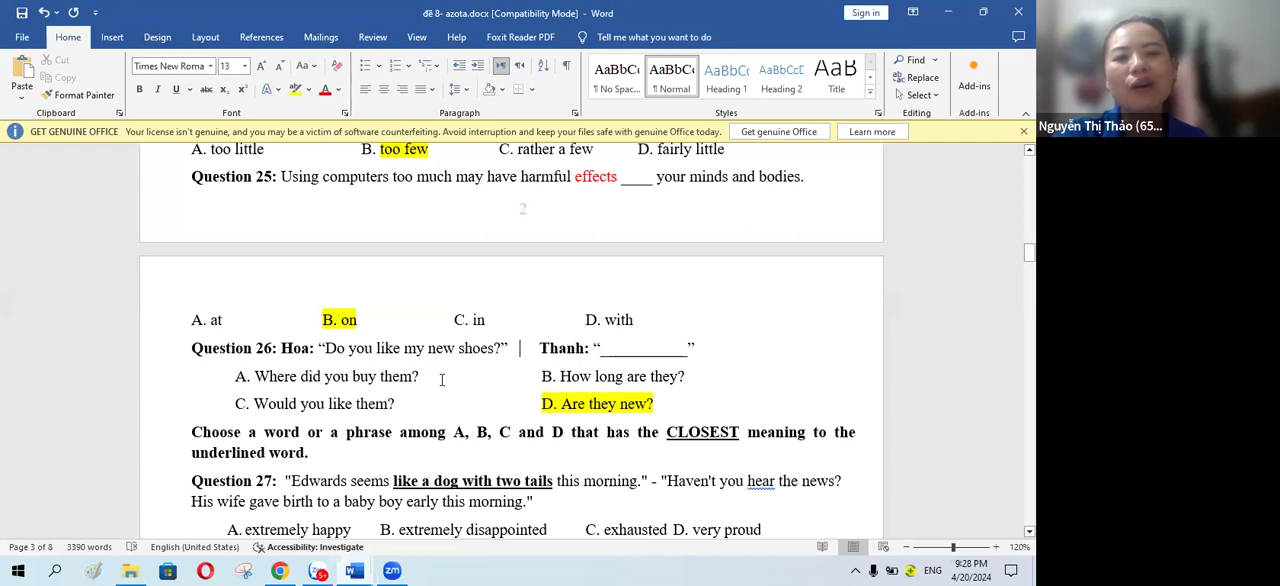 đề 8- azota.docx [Compatibility Mode] - Word
Sign in
File Home Insert Design Layout References Mailings Review View Help Foxit Reader PDF Tell me what you want to do
Paste
Cut
Copy
Format Painter
Clipboard
Times New Roma 13
B I U abc x₂ x² A
Font
Paragraph
AaBbCc AaBbCc AaBbCc AaBbCcD AaB
¶ No Spac... ¶ Normal Heading 1 Heading 2 Title
Styles
Find
Replace
Select
Editing
Add-ins
Add-ins
GET GENUINE OFFICE Your license isn't genuine, and you may be a victim of software counterfeiting. Avoid interruption and keep your files safe with genuine Office today. Get genuine Office Learn more
Nguyễn Thị Thảo (65...
A. too little B. too few C. rather a few D. fairly little
Question 25: Using computers too much may have harmful effects ____ your minds and bodies.
2
A. at B. on C. in D. with
Question 26: Hoa: “Do you like my new shoes?” Thanh: “___________”
A. Where did you buy them? B. How long are they?
C. Would you like them? D. Are they new?
Choose a word or a phrase among A, B, C and D that has the CLOSEST meaning to the
underlined word.
Question 27: "Edwards seems like a dog with two tails this morning." - "Haven't you hear the news?
His wife gave birth to a baby boy early this morning."
A. extremely happy B. extremely disappointed C. exhausted D. very proud
Page 3 of 8 3390 words English (United States) Accessibility: Investigate 120%
ENG
9:28 PM
4/20/2024